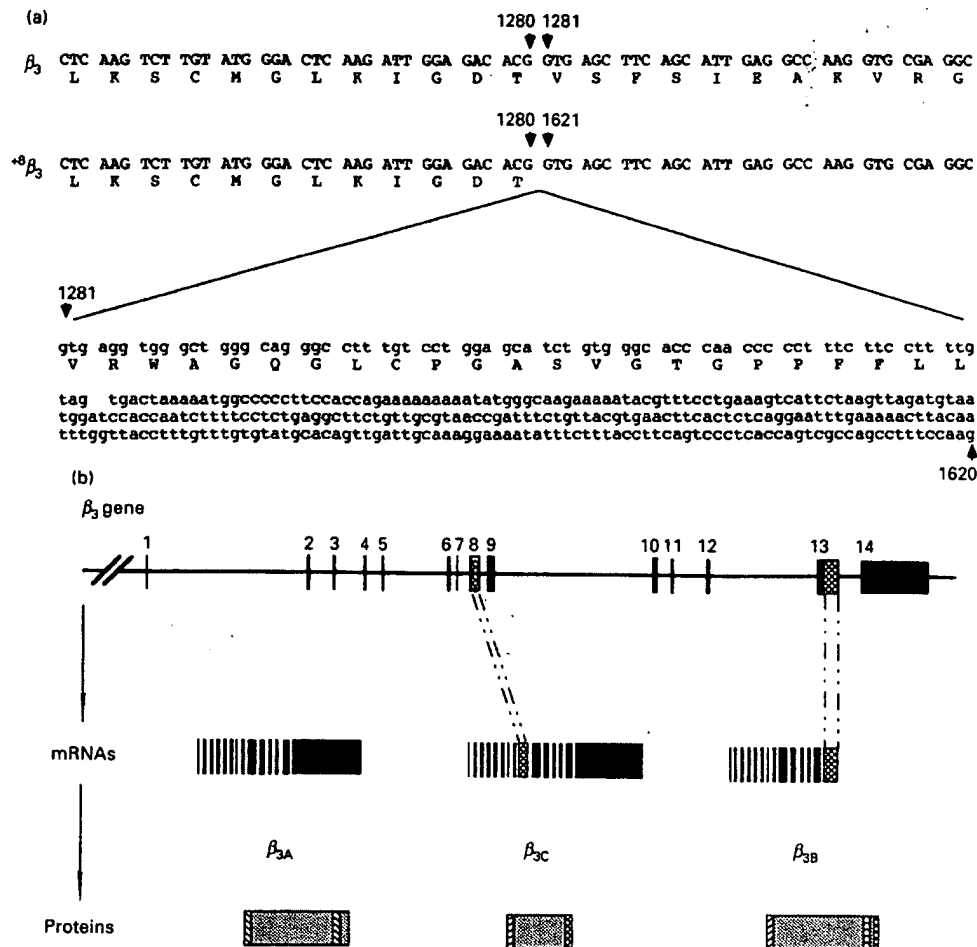 (a)
1280 1281
β3 CTC AAG TCT TGT ATG GGA CTC AAG ATT GGA GAC ACG GTG AGC TTC AGC ATT GAG GCC AAG GTG CGA GGC
L K S C M G L K I G D T V S F S I E A K V R G
1280 1621
+8β3 CTC AAG TCT TGT ATG GGA CTC AAG ATT GGA GAC ACG GTG AGC TTC AGC ATT GAG GCC AAG GTG CGA GGC
L K S C M G L K I G D T
1281
gtg agg tgg gct ggg cag ggc ctt tgt cct gga gca tct gtg ggc acc caa ccc cct ttc ttc ctt ttg
V R W A G Q G L C P G A S V G T G P P F F L L
tag tgactaaaaatggcccccttccaccagaaaaaaaaaatatgggcaagaaaaatacgtttcctgaaagtcattctaagttagatgtaa
tggatccaccaatcttttcctctgaggcttctgttgcgtaaccgatttctgttacgtgaacttcactctcaggaatttgaaaaacttacaa
tttggttacctttgtttgtgtatgcacagttgattgcaaaggaaaatatttctttaccttcagtccctcaccagtcgccagcctttccaag
1620
(b)
β3 gene
1 2 3 4 5 6 7 8 9 10 11 12 13 14
mRNAs
β3A β3C β3B
Proteins